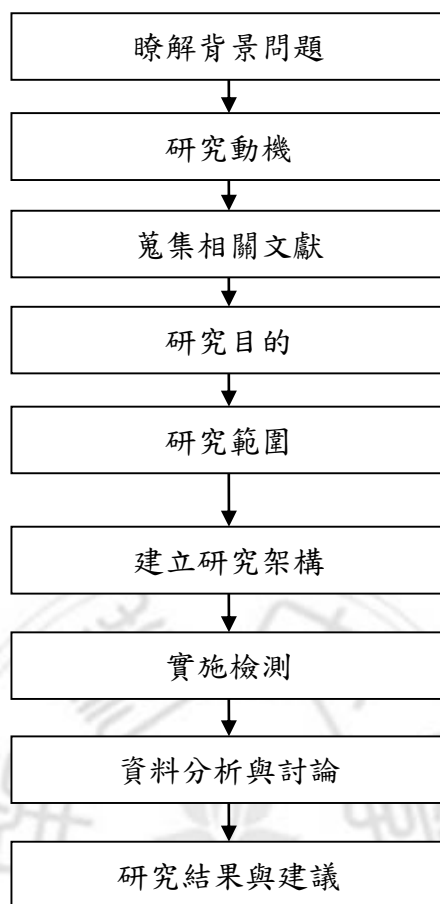 瞭解背景問題
研究動機
蒐集相關文獻
研究目的
研究範圍
建立研究架構
實施檢測
資料分析與討論
研究結果與建議